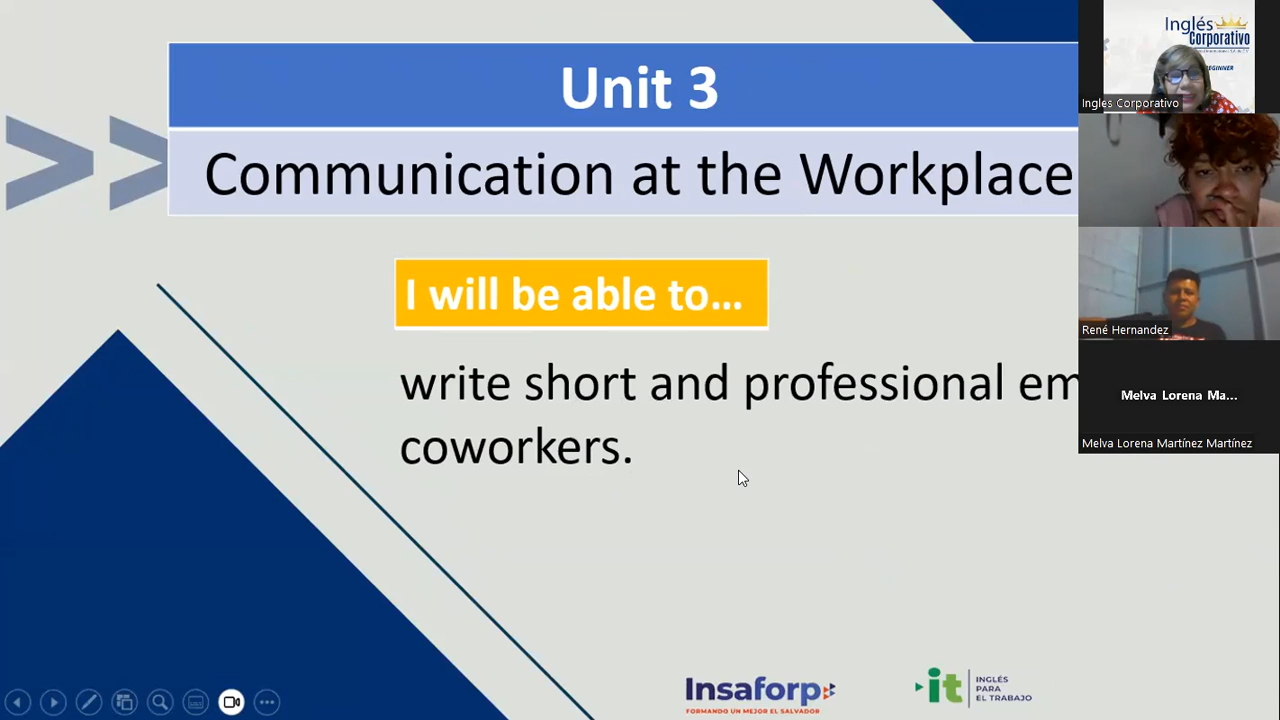 Unit 3
Communication at the Workplace
I will be able to...
write short and professional em
coworkers.
Insaforp
FORMANDO UN MEJOR EL SALVADOR
it
INGLÉS
PARA
EL TRABAJO
Inglés
Corporativo
Inglés Corporativo
René Hernandez
Melva Lorena Ma...
Melva Lorena Martínez Martínez